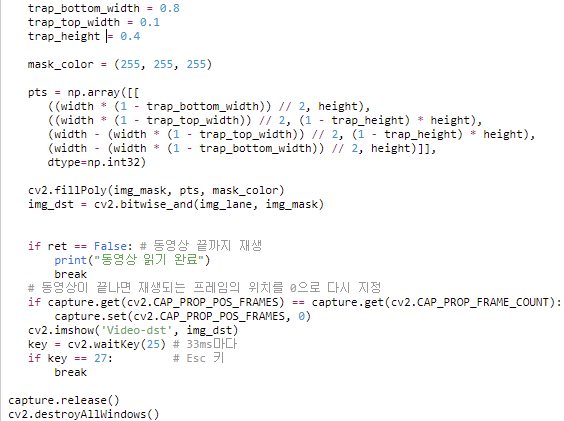 trap_bottom_width = 0.8
trap_top_width = 0.1
trap_height = 0.4
mask_color = (255, 255, 255)
pts = np.array([[
((width * (1 - trap_bottom_width)) // 2, height),
((width * (1 - trap_top_width)) // 2, (1 - trap_height) * height),
(width - (width * (1 - trap_top_width)) // 2, (1 - trap_height) * height),
(width - (width * (1 - trap_bottom_width)) // 2, height)]],
dtype=np.int32)
cv2.fillPoly(img_mask, pts, mask_color)
img_dst = cv2.bitwise_and(img_lane, img_mask)
if ret == False: # 동영상 끝까지 재생
print("동영상 읽기 완료")
break
# 동영상이 끝나면 재생되는 프레임의 위치를 0으로 다시 지정
if capture.get(cv2.CAP_PROP_POS_FRAMES) == capture.get(cv2.CAP_PROP_FRAME_COUNT):
capture.set(cv2.CAP_PROP_POS_FRAMES, 0)
cv2.imshow('Video-dst', img_dst)
key = cv2.waitKey(25) # 33ms마다
if key == 27: # Esc 키
break
capture.release()
cv2.destroyAllWindows()